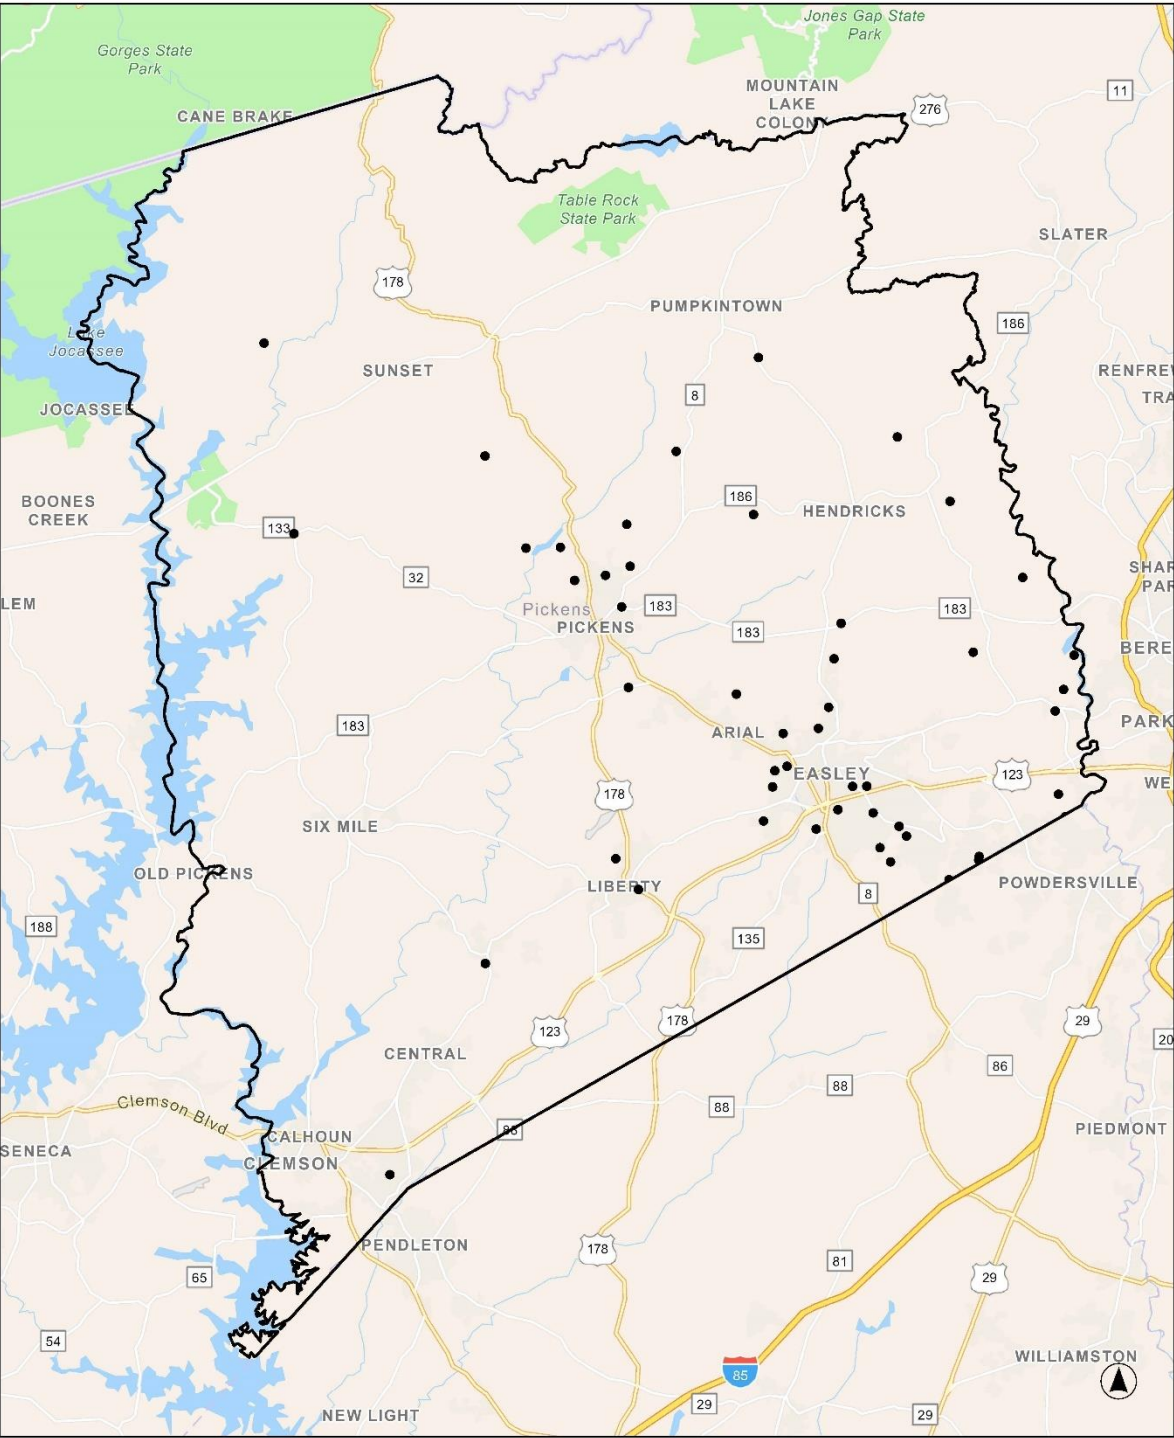 Jones Gap State
Park
Gorges State
Park
MOUNTAIN
LAKE
COLONY
11
276
CANE BRAKE
Table Rock
State Park
SLATER
178
PUMPKINTOWN
186
Lake
Jocassee
SUNSET
8
JOCASSEE
BOONES
CREEK
186
HENDRICKS
133
32
183
183
183
Pickens
PICKENS
183
ARIAL
EASLEY
123
178
SIX MILE
OLD PICKENS
LIBERTY
8
POWDERSVILLE
188
135
178
29
123
20
CENTRAL
86
88
88
Clemson Blvd
SENECA
CALHOUN
CLEMSON
PIEDMONT
PENDLETON
178
81
65
29
54
WILLIAMSTON
85
29
NEW LIGHT
29